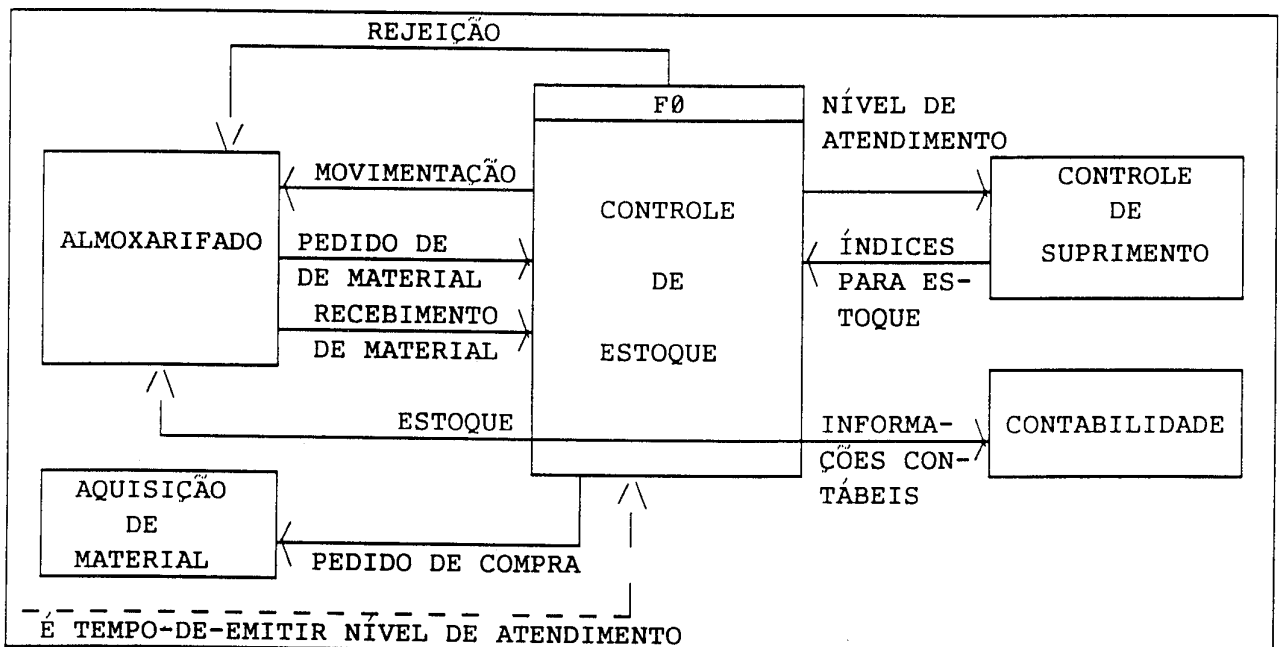 REJEIÇÃO
FØ
NÍVEL DE
ATENDIMENTO
MOVIMENTAÇÃO
CONTROLE
DE
ESTOQUE
CONTROLE
DE
SUPRIMENTO
ALMOXARIFADO
PEDIDO DE
DE MATERIAL
ÍNDICES
PARA ES-
TOQUE
RECEBIMENTO
DE MATERIAL
ESTOQUE
INFORMA-
ÇÕES CON-
TÁBEIS
CONTABILIDADE
AQUISIÇÃO
DE
MATERIAL
PEDIDO DE COMPRA
É TEMPO-DE-EMITIR NÍVEL DE ATENDIMENTO